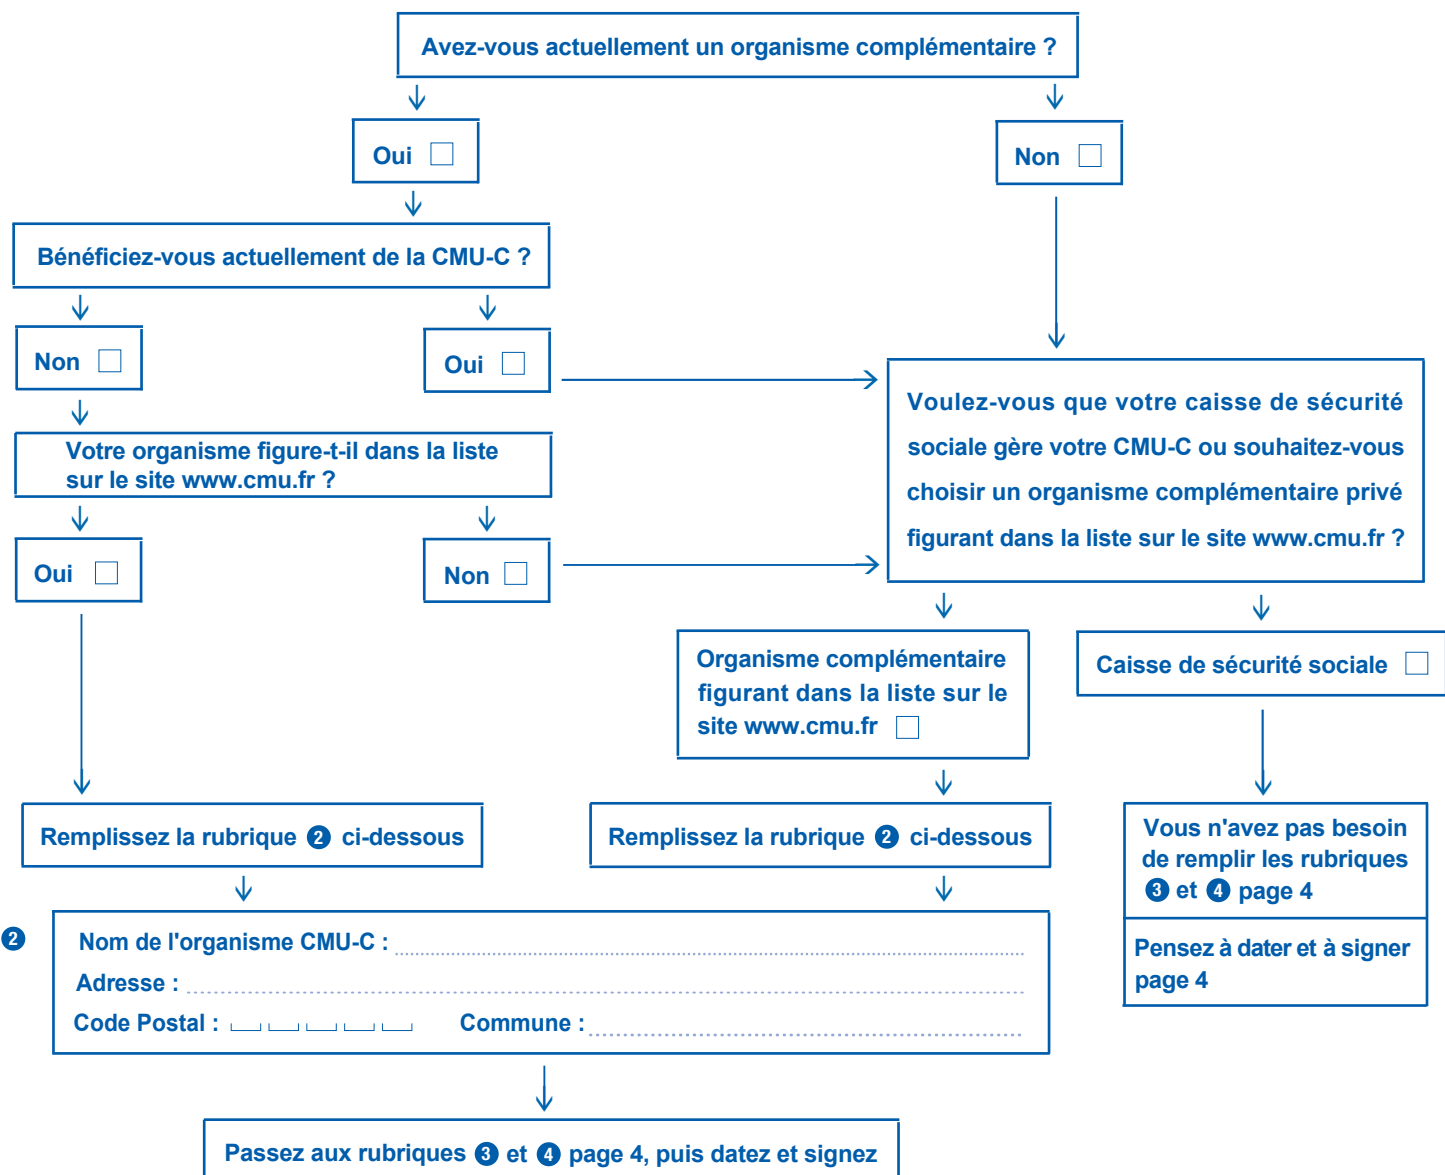 Avez-vous actuellement un organisme complémentaire ?
Oui
Non
Bénéficiez-vous actuellement de la CMU-C ?
Non
Oui
Votre organisme figure-t-il dans la liste
sur le site www.cmu.fr ?
Oui
Non
Voulez-vous que votre caisse de sécurité
sociale gère votre CMU-C ou souhaitez-vous
choisir un organisme complémentaire privé
figurant dans la liste sur le site www.cmu.fr ?
Organisme complémentaire
figurant dans la liste sur le
site www.cmu.fr
Caisse de sécurité sociale
Remplissez la rubrique 2 ci-dessous
Remplissez la rubrique 2 ci-dessous
Vous n'avez pas besoin
de remplir les rubriques
3 et 4 page 4
Pensez à dater et à signer
page 4
2
Nom de l'organisme CMU-C :
Adresse :
Code Postal :
Commune :
Passez aux rubriques 3 et 4 page 4, puis datez et signez